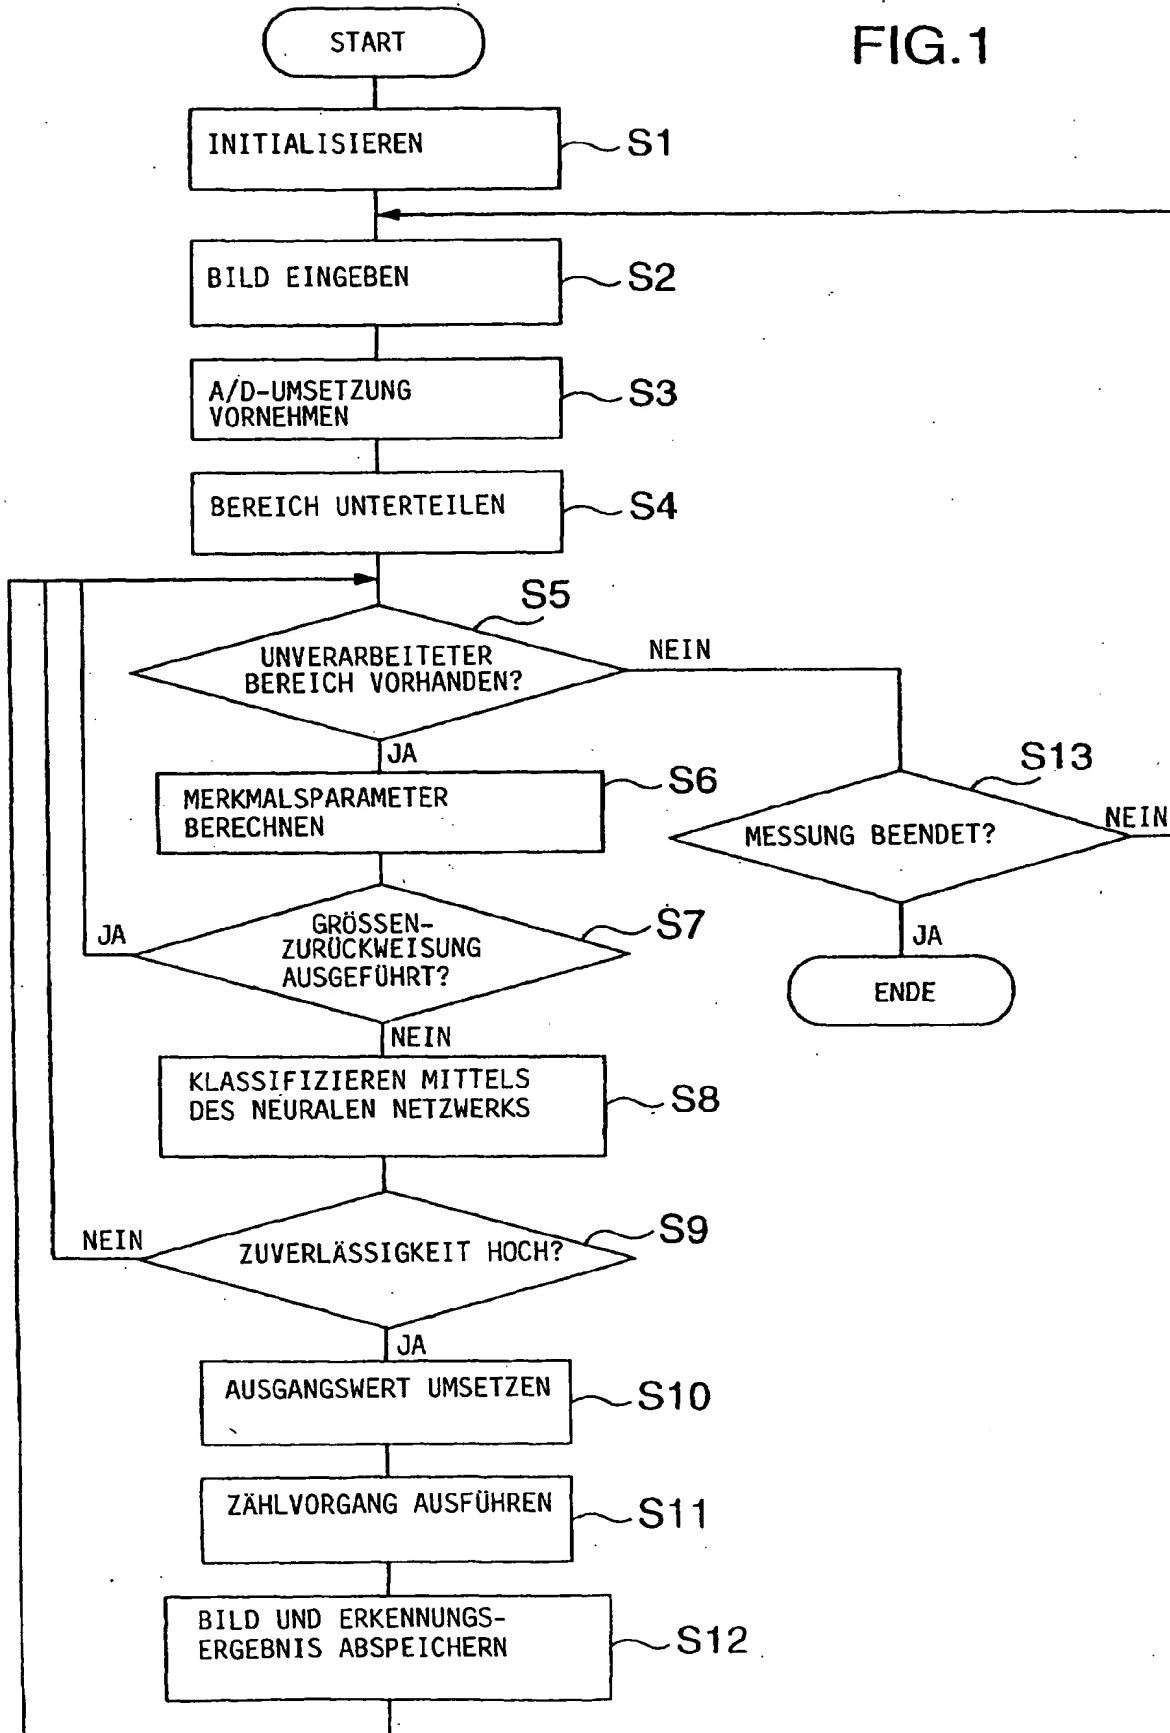 FIG.1
START
INITIALISIEREN
S1
BILD EINGEBEN
S2
A/D-UMSETZUNG
VORNEHMEN
S3
BEREICH UNTERTEILEN
S4
S5
UNVERARBEITETER
BEREICH VORHANDEN?
NEIN
JA
MERKMALSPARAMETER
BERECHNEN
S6
S13
MESSUNG BEENDET?
NEIN
JA
ENDE
GRÖSSEN-
ZURÜCKWEISUNG
AUSGEFÜHRT?
S7
JA
NEIN
KLASSIFIZIEREN MITTELS
DES NEURALEN NETZWERKS
S8
ZUVERLÄSSIGKEIT HOCH?
S9
NEIN
JA
AUSGANGSWERT UMSETZEN
S10
ZÄHLVORGANG AUSFÜHREN
S11
BILD UND ERKENNUNGS-
ERGEBNIS ABSPEICHERN
S12